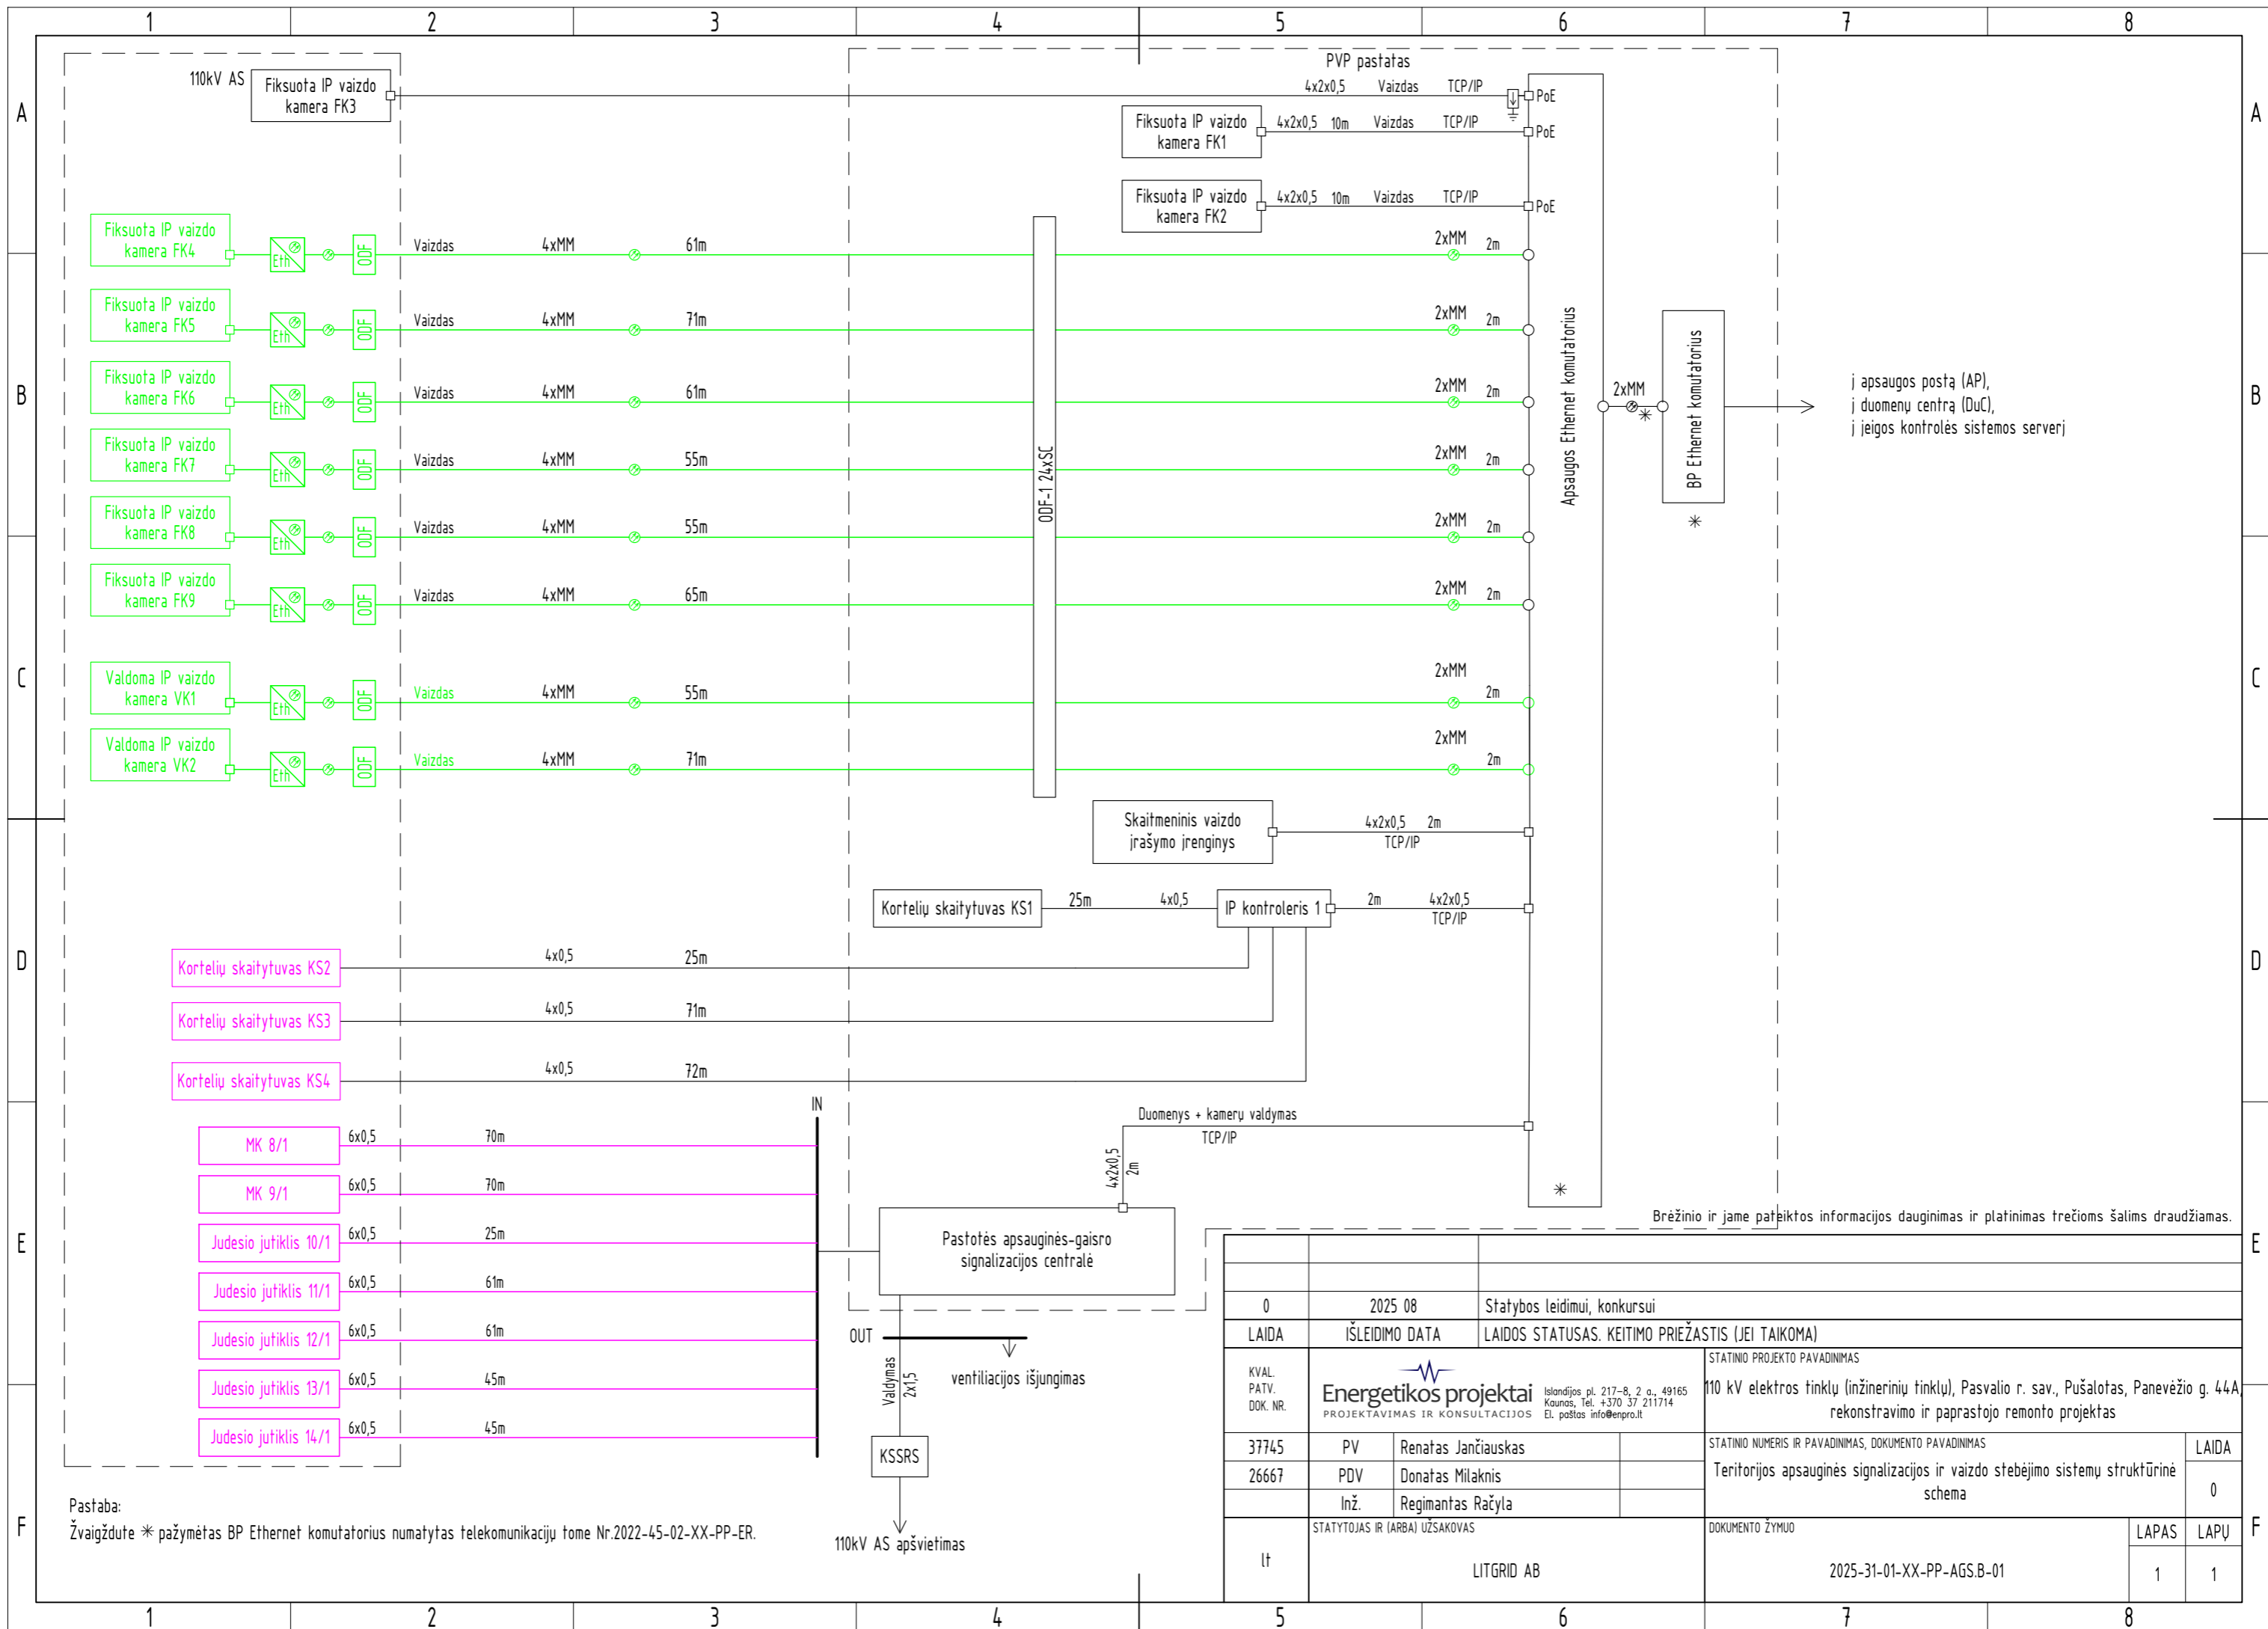 1 2 3 4 5 6 7 8
A A
B B
C C
D D
E E
F F
110kV AS
Fiksuota IP vaizdo
kamera FK3
PVP pastatas
4x2x0,5 Vaizdas TCP/IP
PoE
Fiksuota IP vaizdo
kamera FK1
4x2x0,5 10m Vaizdas TCP/IP
PoE
Fiksuota IP vaizdo
kamera FK2
4x2x0,5 10m Vaizdas TCP/IP
PoE
Fiksuota IP vaizdo
kamera FK4
Eth ODF Vaizdas 4xMM 61m 2xMM 2m
Fiksuota IP vaizdo
kamera FK5
Eth ODF Vaizdas 4xMM 71m 2xMM 2m
Fiksuota IP vaizdo
kamera FK6
Eth ODF Vaizdas 4xMM 61m 2xMM 2m
Fiksuota IP vaizdo
kamera FK7
Eth ODF Vaizdas 4xMM 55m 2xMM 2m
Fiksuota IP vaizdo
kamera FK8
Eth ODF Vaizdas 4xMM 55m 2xMM 2m
Fiksuota IP vaizdo
kamera FK9
Eth ODF Vaizdas 4xMM 65m 2xMM 2m
Valdoma IP vaizdo
kamera VK1
Eth ODF Vaizdas 4xMM 55m 2xMM 2m
Valdoma IP vaizdo
kamera VK2
Eth ODF Vaizdas 4xMM 71m 2xMM 2m
ODF-1 24xSC
Apsaugos Ethernet komutatorius
2xMM
*
BP Ethernet komutatorius
*
į apsaugos postą (AP),
į duomenų centrą (DuC),
į įeigos kontrolės sistemos serverį
Skaitmeninis vaizdo
įrašymo įrenginys
4x2x0,5 2m
TCP/IP
Kortelių skaitytuvas KS1
25m 4x0,5
IP kontroleris 1
2m 4x2x0,5
TCP/IP
Kortelių skaitytuvas KS2
4x0,5 25m
Kortelių skaitytuvas KS3
4x0,5 71m
Kortelių skaitytuvas KS4
4x0,5 72m
IN
MK 8/1 6x0,5 70m
MK 9/1 6x0,5 70m
Judesio jutiklis 10/1 6x0,5 25m
Judesio jutiklis 11/1 6x0,5 61m
Judesio jutiklis 12/1 6x0,5 61m
Judesio jutiklis 13/1 6x0,5 45m
Judesio jutiklis 14/1 6x0,5 45m
Duomenys + kamerų valdymas
TCP/IP
4x2x0,5
2m
*
Pastotės apsauginės-gaisro
signalizacijos centralė
OUT
Valdymas
2x1,5
ventiliacijos išjungimas
KSSRS
110kV AS apšvietimas
Pastaba:
Žvaigždute * pažymėtas BP Ethernet komutatorius numatytas telekomunikacijų tome Nr.2022-45-02-XX-PP-ER.
Brėžinio ir jame pateiktos informacijos dauginimas ir platinimas trečioms šalims draudžiamas.
0 2025 08 Statybos leidimui, konkursui
LAIDA IŠLEIDIMO DATA LAIDOS STATUSAS. KEITIMO PRIEŽASTIS (JEI TAIKOMA)
KVAL.
PATV.
DOK. NR.
Energetikos projektai
PROJEKTAVIMAS IR KONSULTACIJOS
Islandijos pl. 217-8, 2 a., 49165
Kaunas, Tel. +370 37 211714
El. paštas info@enpro.lt
STATINIO PROJEKTO PAVADINIMAS
110 kV elektros tinklų (inžinerinių tinklų), Pasvalio r. sav., Pušalotas, Panevėžio g. 44A,
rekonstravimo ir paprastojo remonto projektas
37745 PV Renatas Jančiauskas
26667 PDV Donatas Milaknis
Inž. Regimantas Račyla
STATINIO NUMERIS IR PAVADINIMAS, DOKUMENTO PAVADINIMAS
Teritorijos apsauginės signalizacijos ir vaizdo stebėjimo sistemų struktūrinė
schema
LAIDA
0
lt
STATYTOJAS IR (ARBA) UŽSAKOVAS
LITGRID AB
DOKUMENTO ŽYMUO
2025-31-01-XX-PP-AGS.B-01
LAPAS LAPŲ
1 1
1 2 3 4 5 6 7 8